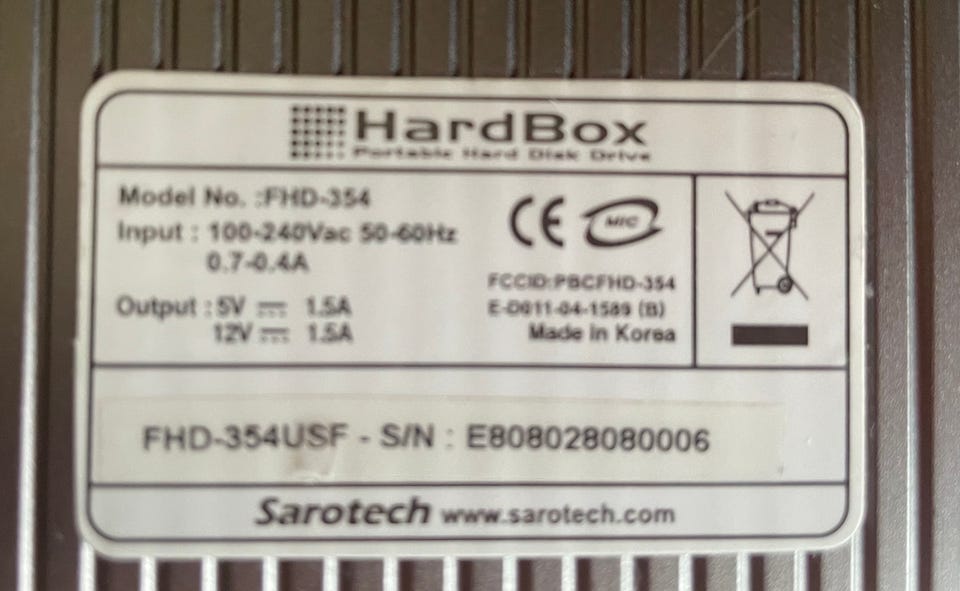 HardBox
Portable Hard Disk Drive
Model No. :FHD-354
Input : 100-240Vac 50-60Hz
0.7-0.4A
Output : 5V 1.5A
12V 1.5A
CE MIC
FCCID:PBCFHD-354
E-D011-04-1589 (B)
Made in Korea
FHD-354USF - S/N : E808028080006
Sarotech www.sarotech.com